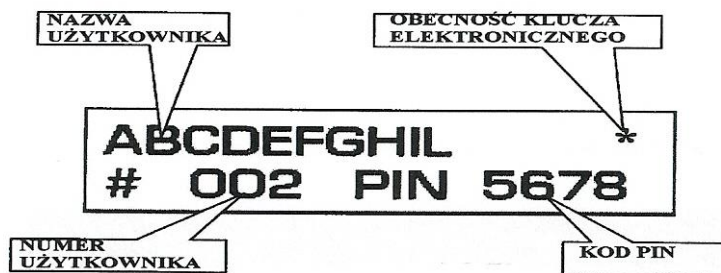 NAZWA
UŻYTKOWNIKA
OBECNOŚĆ KLUCZA
ELEKTRONICZNEGO
ABCDEFGHIL *
# 002 PIN 5678
NUMER
UŻYTKOWNIKA
KOD PIN